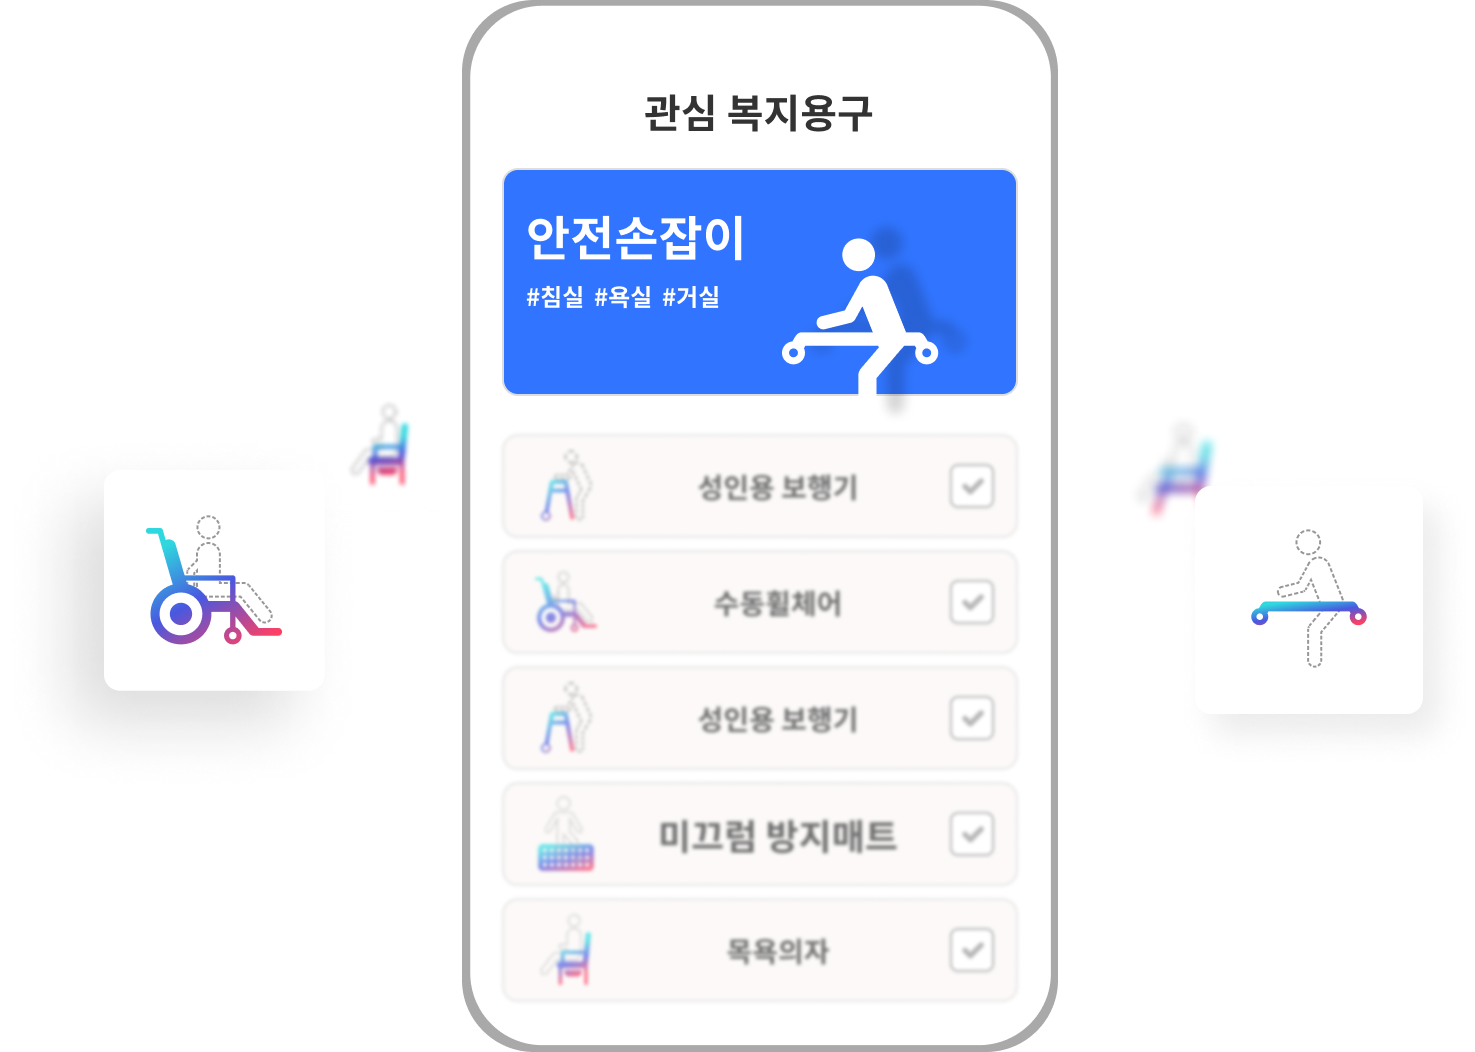 관심 복지용구
안전손잡이
#침실 #욕실 #거실
성인용 보행기
수동휠체어
성인용 보행기
미끄럼 방지매트
목욕의자